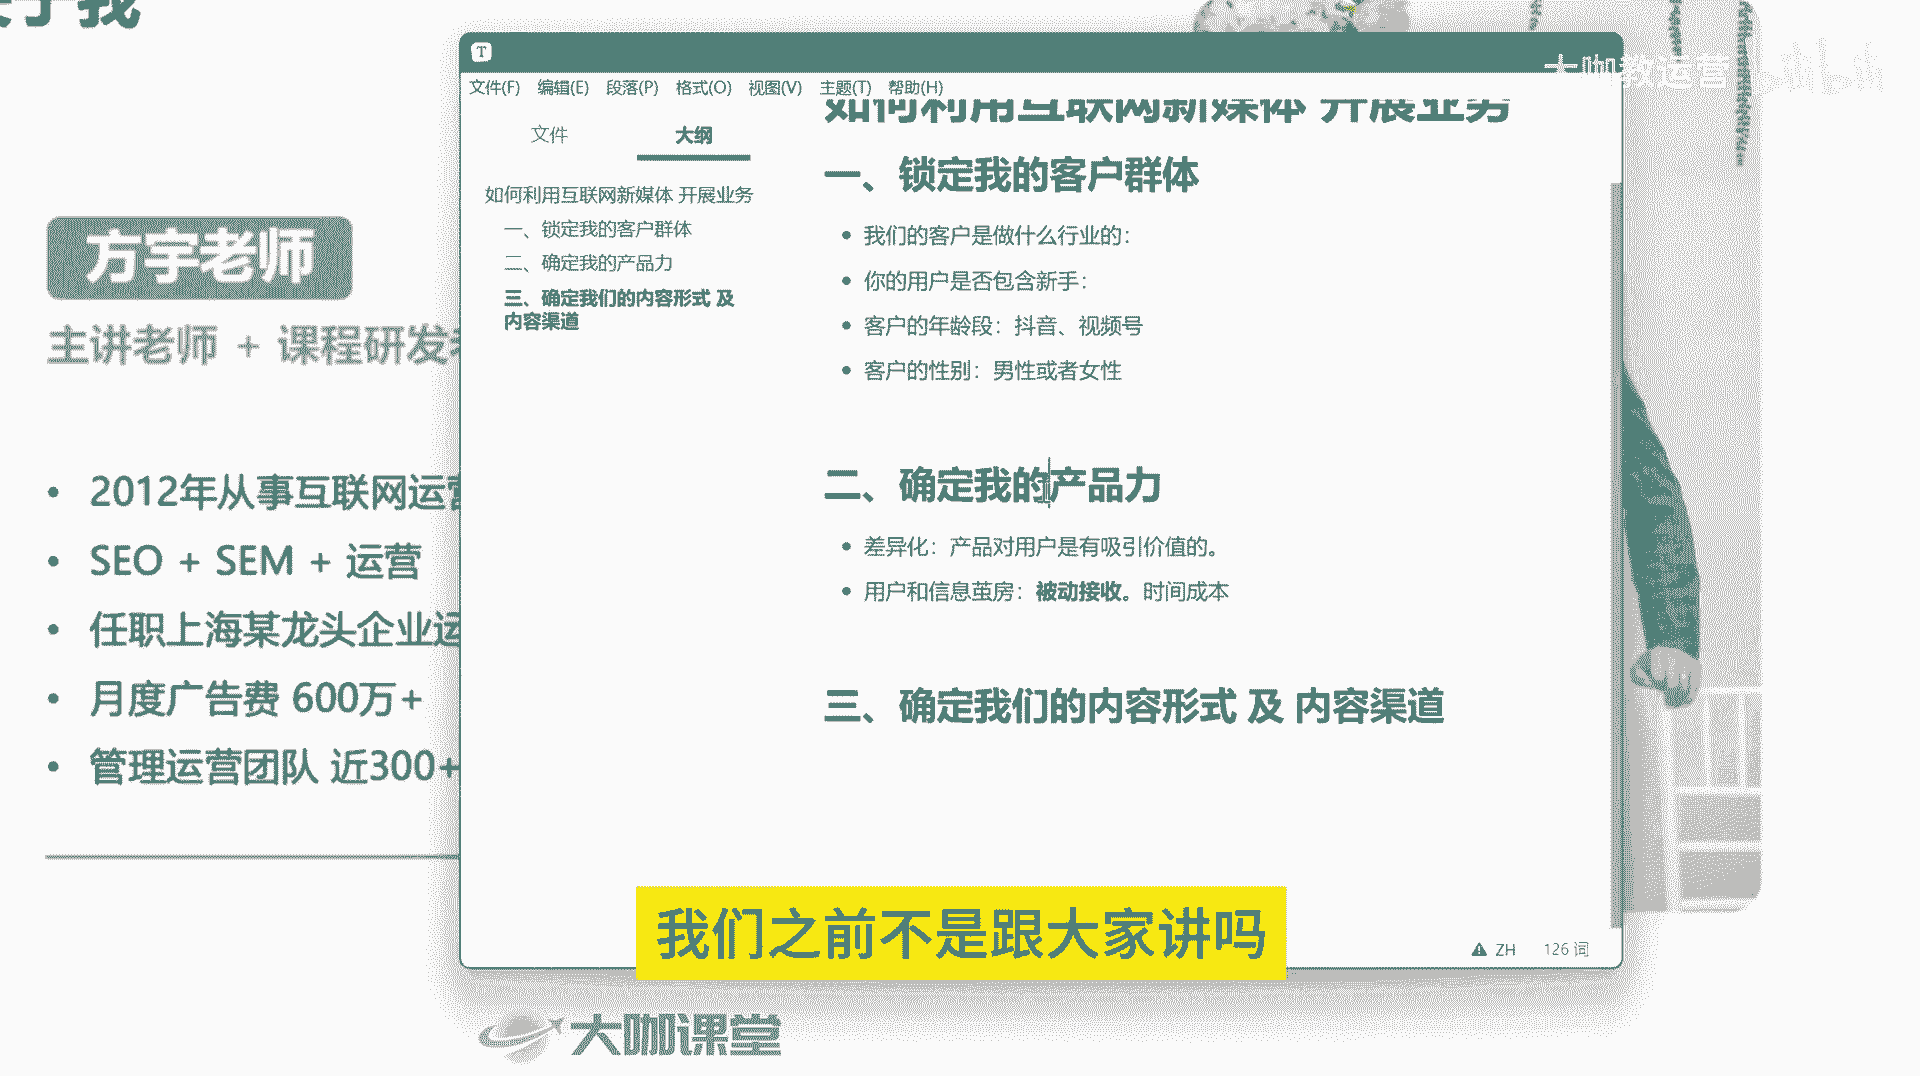 关于我
方宇老师
主讲老师 + 课程研发
2012年从事互联网运营
SEO + SEM + 运营
任职上海某龙头企业运
月度广告费 600万+
管理运营团队 近300+
T
文件(F) 编辑(E) 段落(P) 格式(O) 视图(V) 主题(T) 帮助(H)
文件 大纲
如何利用互联网新媒体 开展业务
一、锁定我的客户群体
二、确定我的产品力
三、确定我们的内容形式 及
内容渠道
如何利用互联网新媒体 开展业务
一、锁定我的客户群体
我们的客户是做什么行业的：
你的用户是否包含新手：
客户的年龄段：抖音、视频号
客户的性别：男性或者女性
二、确定我的产品力
差异化：产品对用户是有吸引价值的。
用户和信息茧房：被动接收。时间成本
三、确定我们的内容形式 及 内容渠道
ZH 126 词
大咖教运营 bilibili
我们之前不是跟大家讲吗
大咖课堂